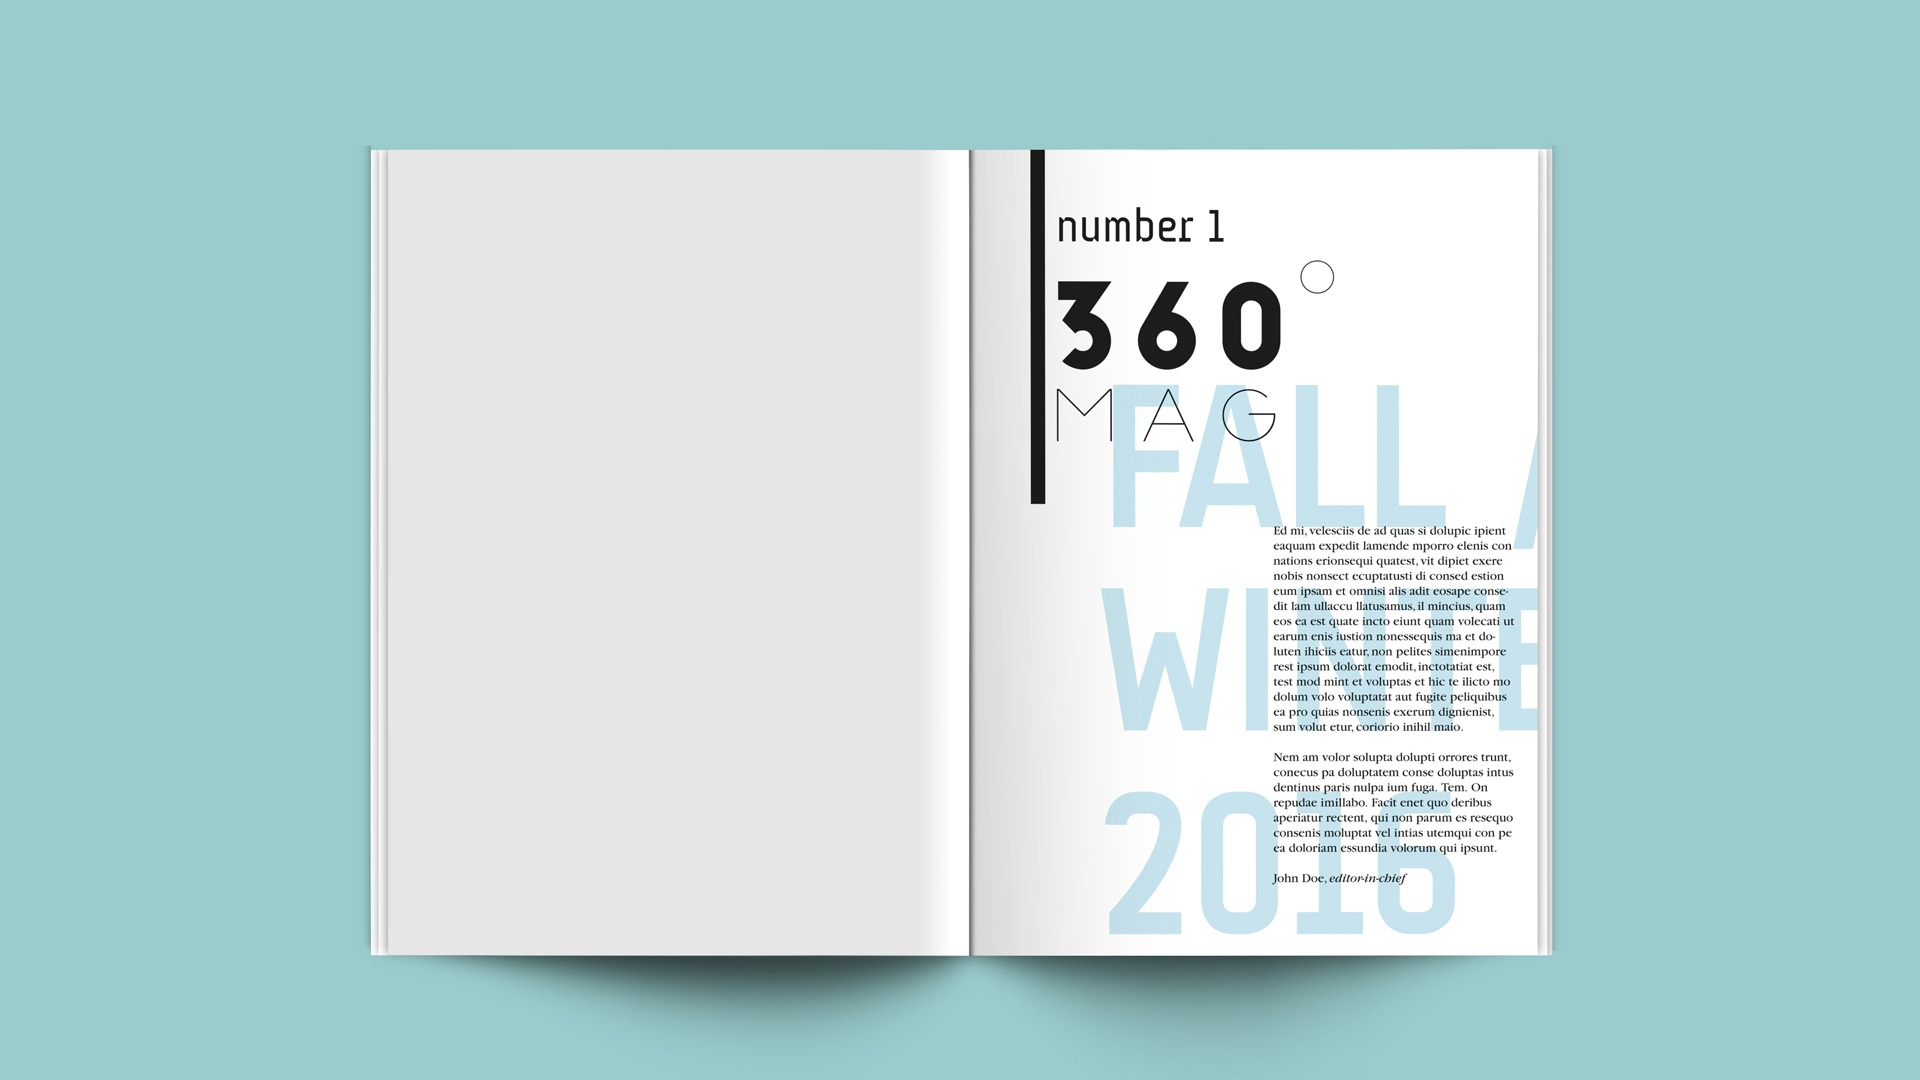 number 1
360°
MAG
FALL A
WINTE
2016
Ed mi, velesciis de ad quas si dolupic ipient
eaquam expedit lamende mporro elenis con
nations erionsequi quatest, vit dipiet exere
nobis nonsect ecuptatusti di consed estion
eum ipsam et omnisi alis adit eosape conse-
dit lam ullaccu llatusamus, il mincius, quam
eos ea est quate incto eiunt quam volecati ut
earum enis iustion nonessequis ma et do-
luten ihiciis eatur, non pelites simenimpore
rest ipsum dolorat emodit, inctotatiat est,
test mod mint et voluptas et hic te ilicto mo
dolum volo voluptatat aut fugite peliquibus
ea pro quias nonsenis exerum dignienist,
sum volut etur, coriorio inihil maio.
Nem am volor solupta dolupti orrores trunt,
conecus pa doluptatem conse doluptas intus
dentinus paris nulpa ium fuga. Tem. On
repudae imillabo. Facit enet quo deribus
aperiatur rectent, qui non parum es resequo
consenis moluptat vel intias utemqui con pe
ea doloriam essundia volorum qui ipsunt.
John Doe, editor-in-chief